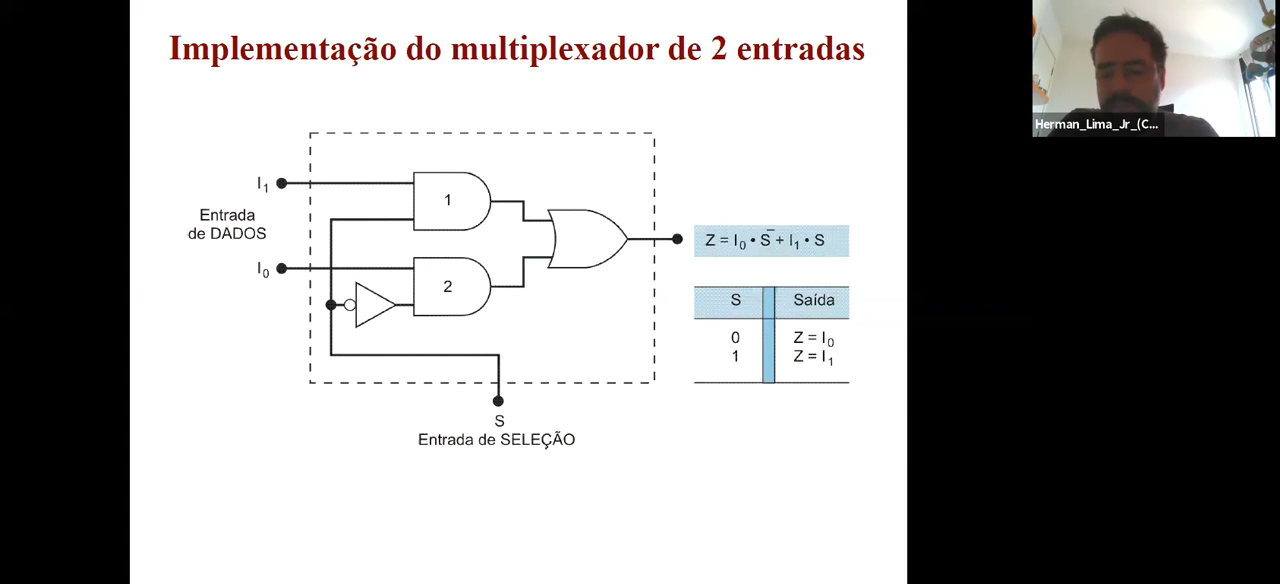 Implementação do multiplexador de 2 entradas
Herman_Lima_Jr_(C...
I₁
1
Entrada
de DADOS
I₀
2
Z = I₀ • S̅ + I₁ • S
S Saída
0 Z = I₀
1 Z = I₁
S
Entrada de SELEÇÃO